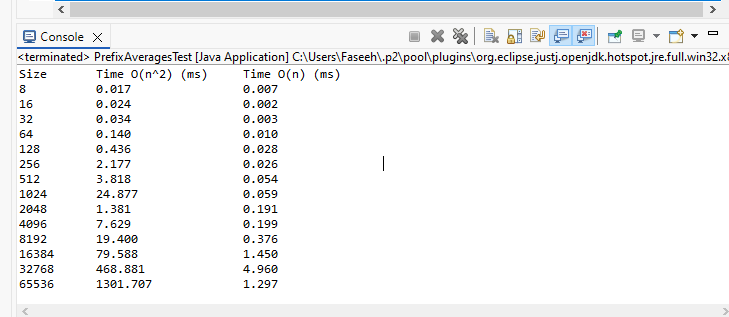 Console
<terminated> PrefixAveragesTest [Java Application] C:\Users\Faseeh\.p2\pool\plugins\org.eclipse.justj.openjdk.hotspot.jre.full.win32.x8
Size Time O(n^2) (ms) Time O(n) (ms)
8 0.017 0.007
16 0.024 0.002
32 0.034 0.003
64 0.140 0.010
128 0.436 0.028
256 2.177 0.026
512 3.818 0.054
1024 24.877 0.059
2048 1.381 0.191
4096 7.629 0.199
8192 19.400 0.376
16384 79.588 1.450
32768 468.881 4.960
65536 1301.707 1.297